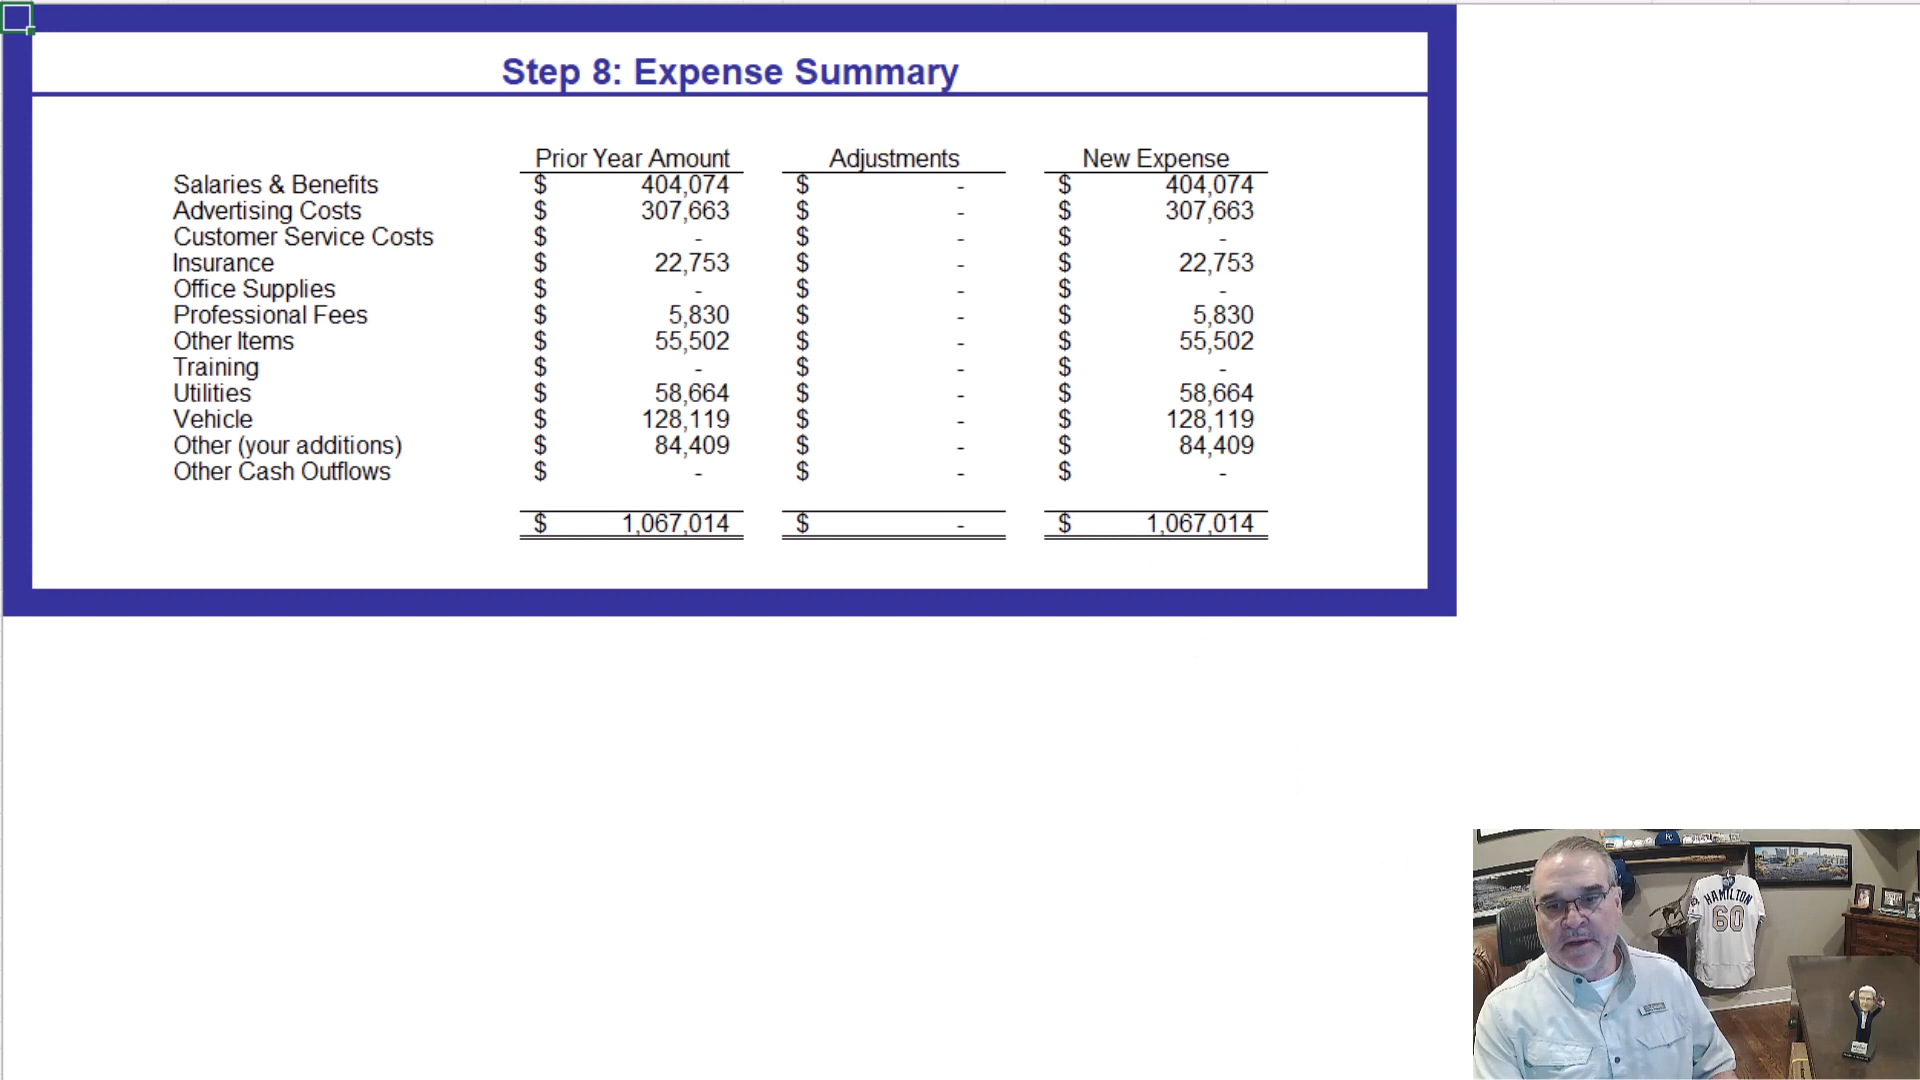 Step 8: Expense Summary
Prior Year Amount Adjustments New Expense
Salaries & Benefits $ 404,074 $ - $ 404,074
Advertising Costs $ 307,663 $ - $ 307,663
Customer Service Costs $ - $ - $ -
Insurance $ 22,753 $ - $ 22,753
Office Supplies $ - $ - $ -
Professional Fees $ 5,830 $ - $ 5,830
Other Items $ 55,502 $ - $ 55,502
Training $ - $ - $ -
Utilities $ 58,664 $ - $ 58,664
Vehicle $ 128,119 $ - $ 128,119
Other (your additions) $ 84,409 $ - $ 84,409
Other Cash Outflows $ - $ - $ -
$ 1,067,014 $ - $ 1,067,014
KC
HAMILTON
60